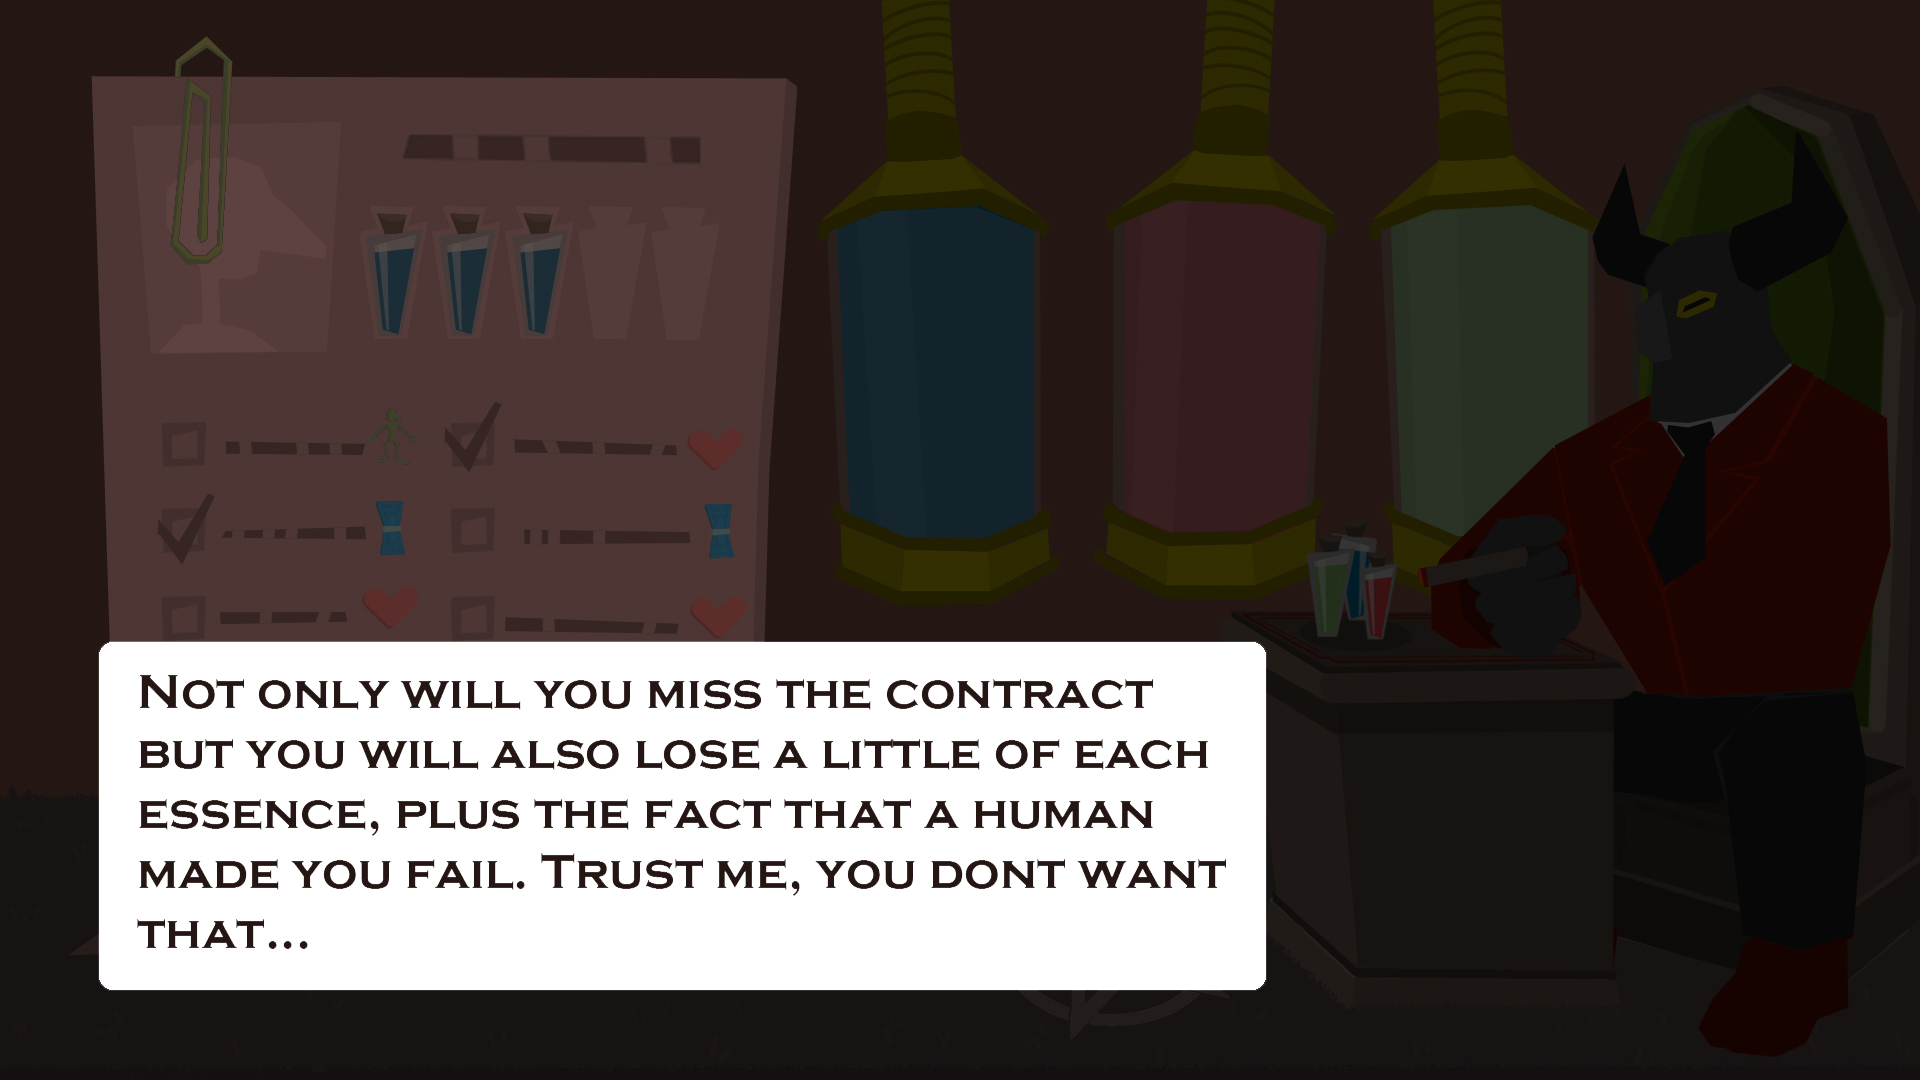 Not only will you miss the contract
but you will also lose a little of each
essence, plus the fact that a human
made you fail. Trust me, you dont want
that...